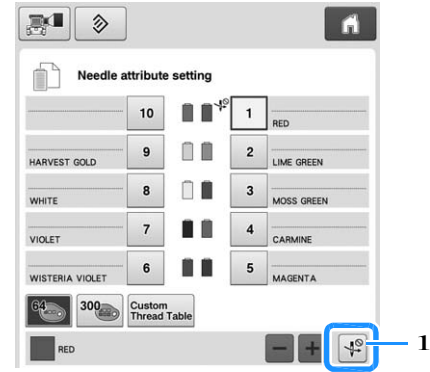 Needle attribute setting
10 1 RED
HARVEST GOLD 9 2 LIME GREEN
WHITE 8 3 MOSS GREEN
VIOLET 7 4 CARMINE
WISTERIA VIOLET 6 5 MAGENTA
64 300 Custom
Thread Table
RED - + 1